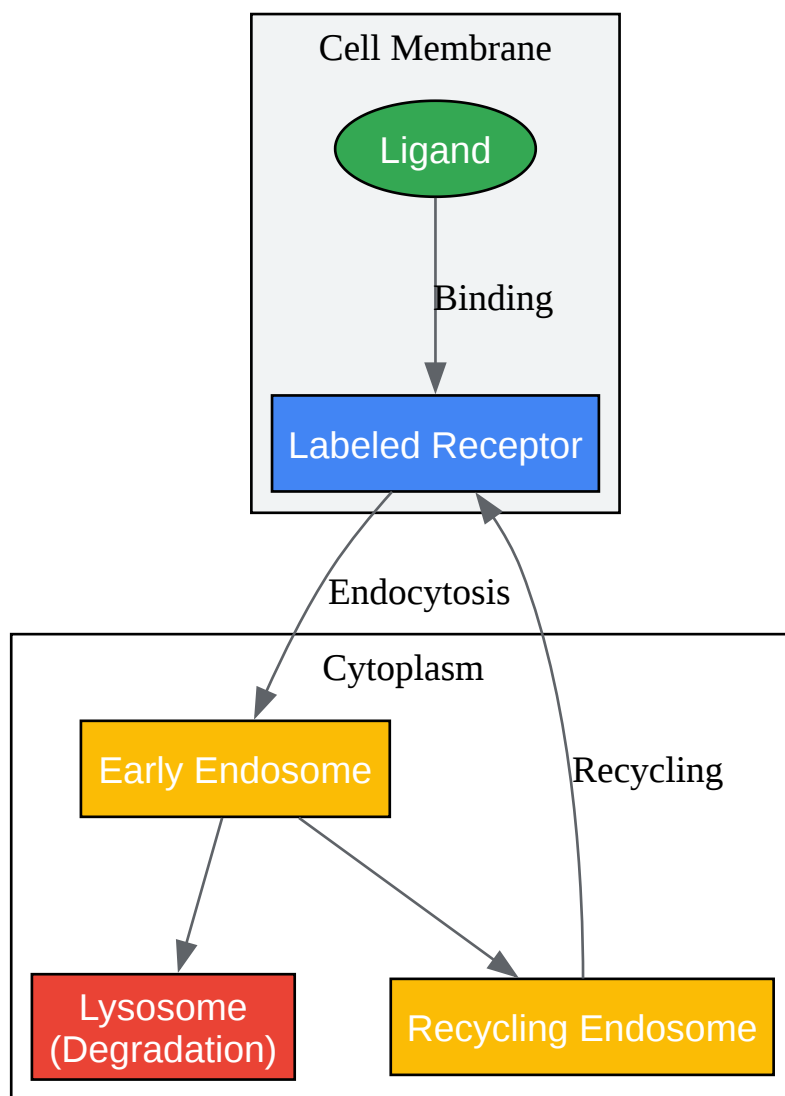 Cell Membrane
Ligand
Binding
Labeled Receptor
Endocytosis
Cytoplasm
Early Endosome
Recycling
Lysosome
(Degradation)
Recycling Endosome